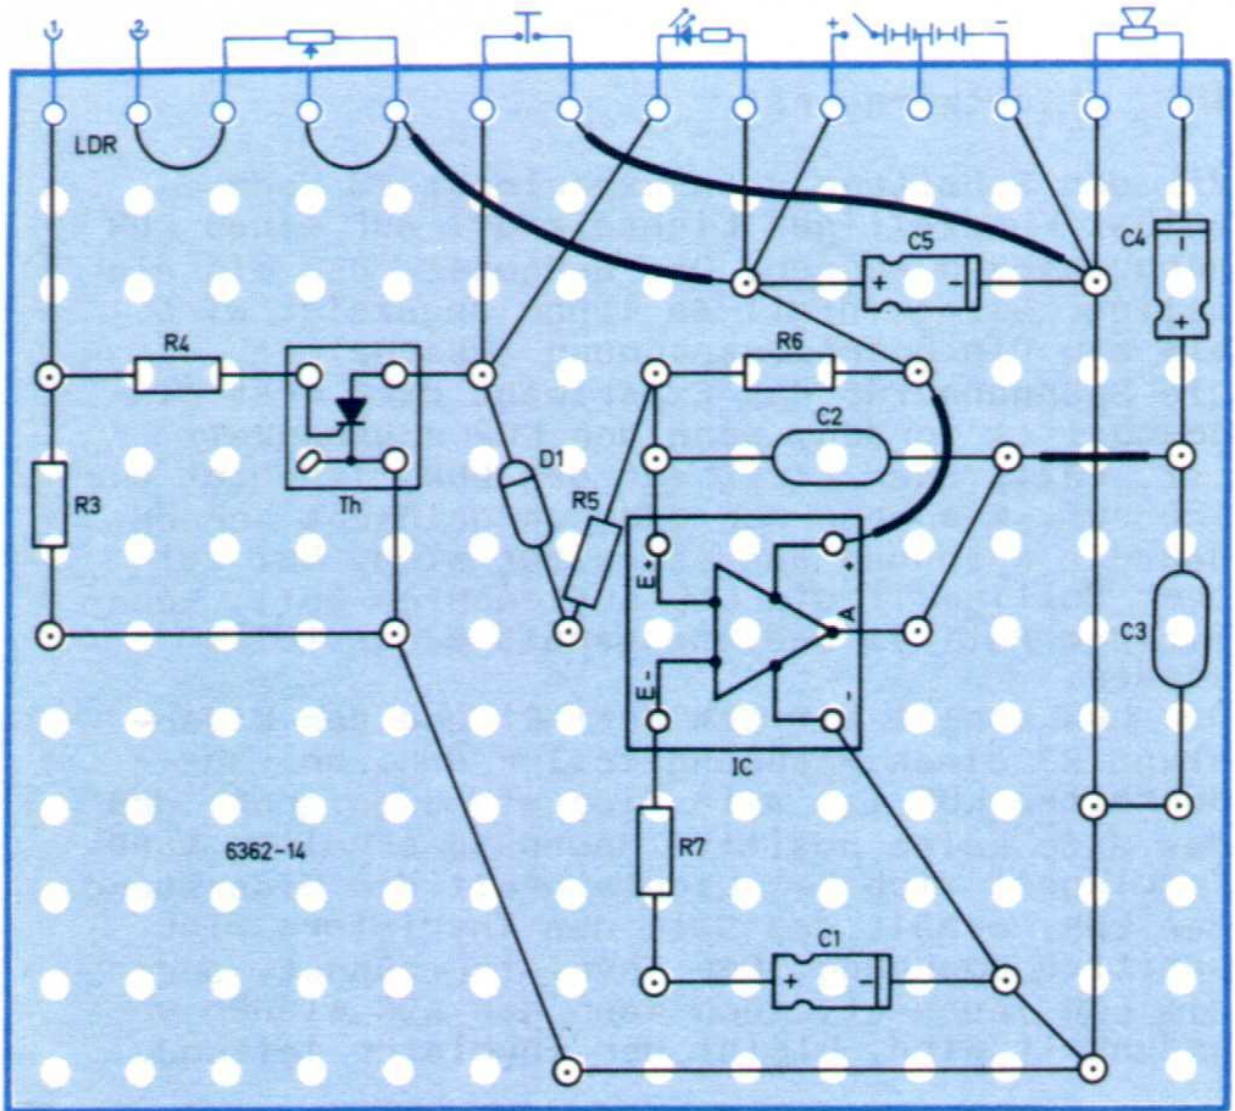 1 2 + -
LDR
C5
C4
-
+ -
+
R4
R6
C2
D1
R3
Th
R5
E+ +
A
C3
E- -
IC
R7
6362-14
C1
+ -